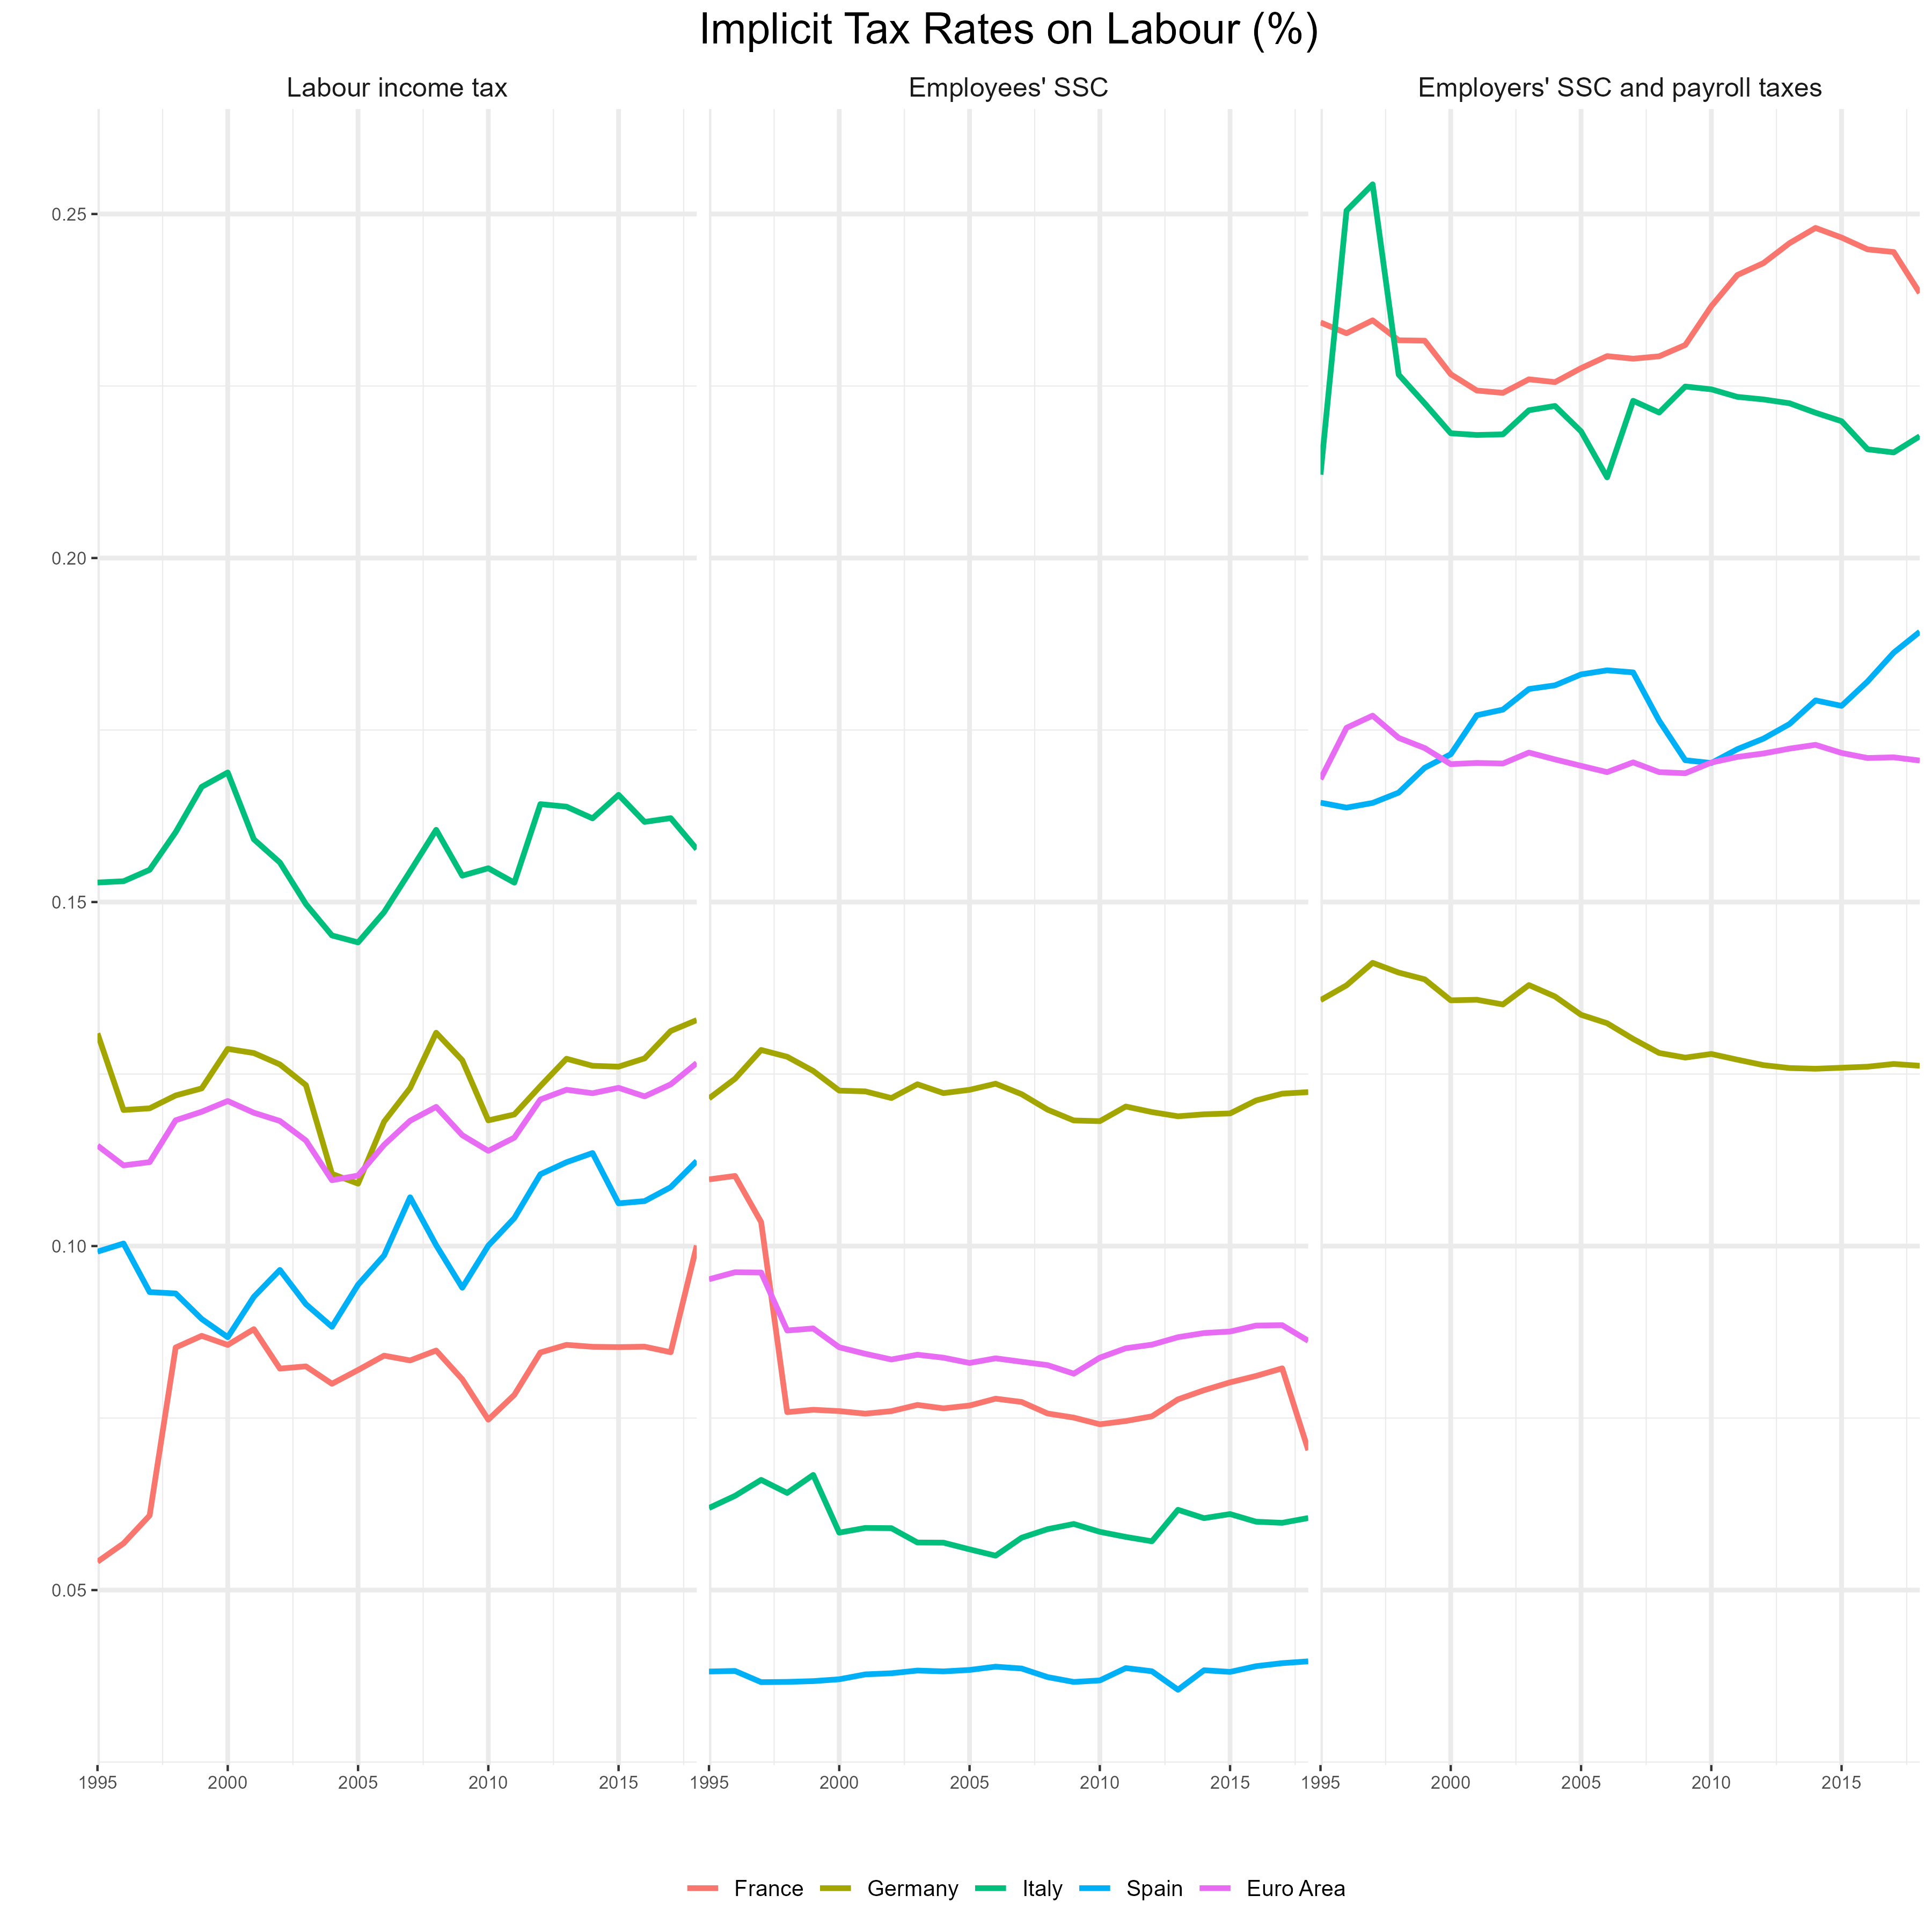 Implicit Tax Rates on Labour (%)
Labour income tax
Employees' SSC
Employers' SSC and payroll taxes
0.25
0.20
0.15
0.10
0.05
1995 2000 2005 2010 2015 1995 2000 2005 2010 2015 1995 2000 2005 2010 2015
France Germany Italy Spain Euro Area